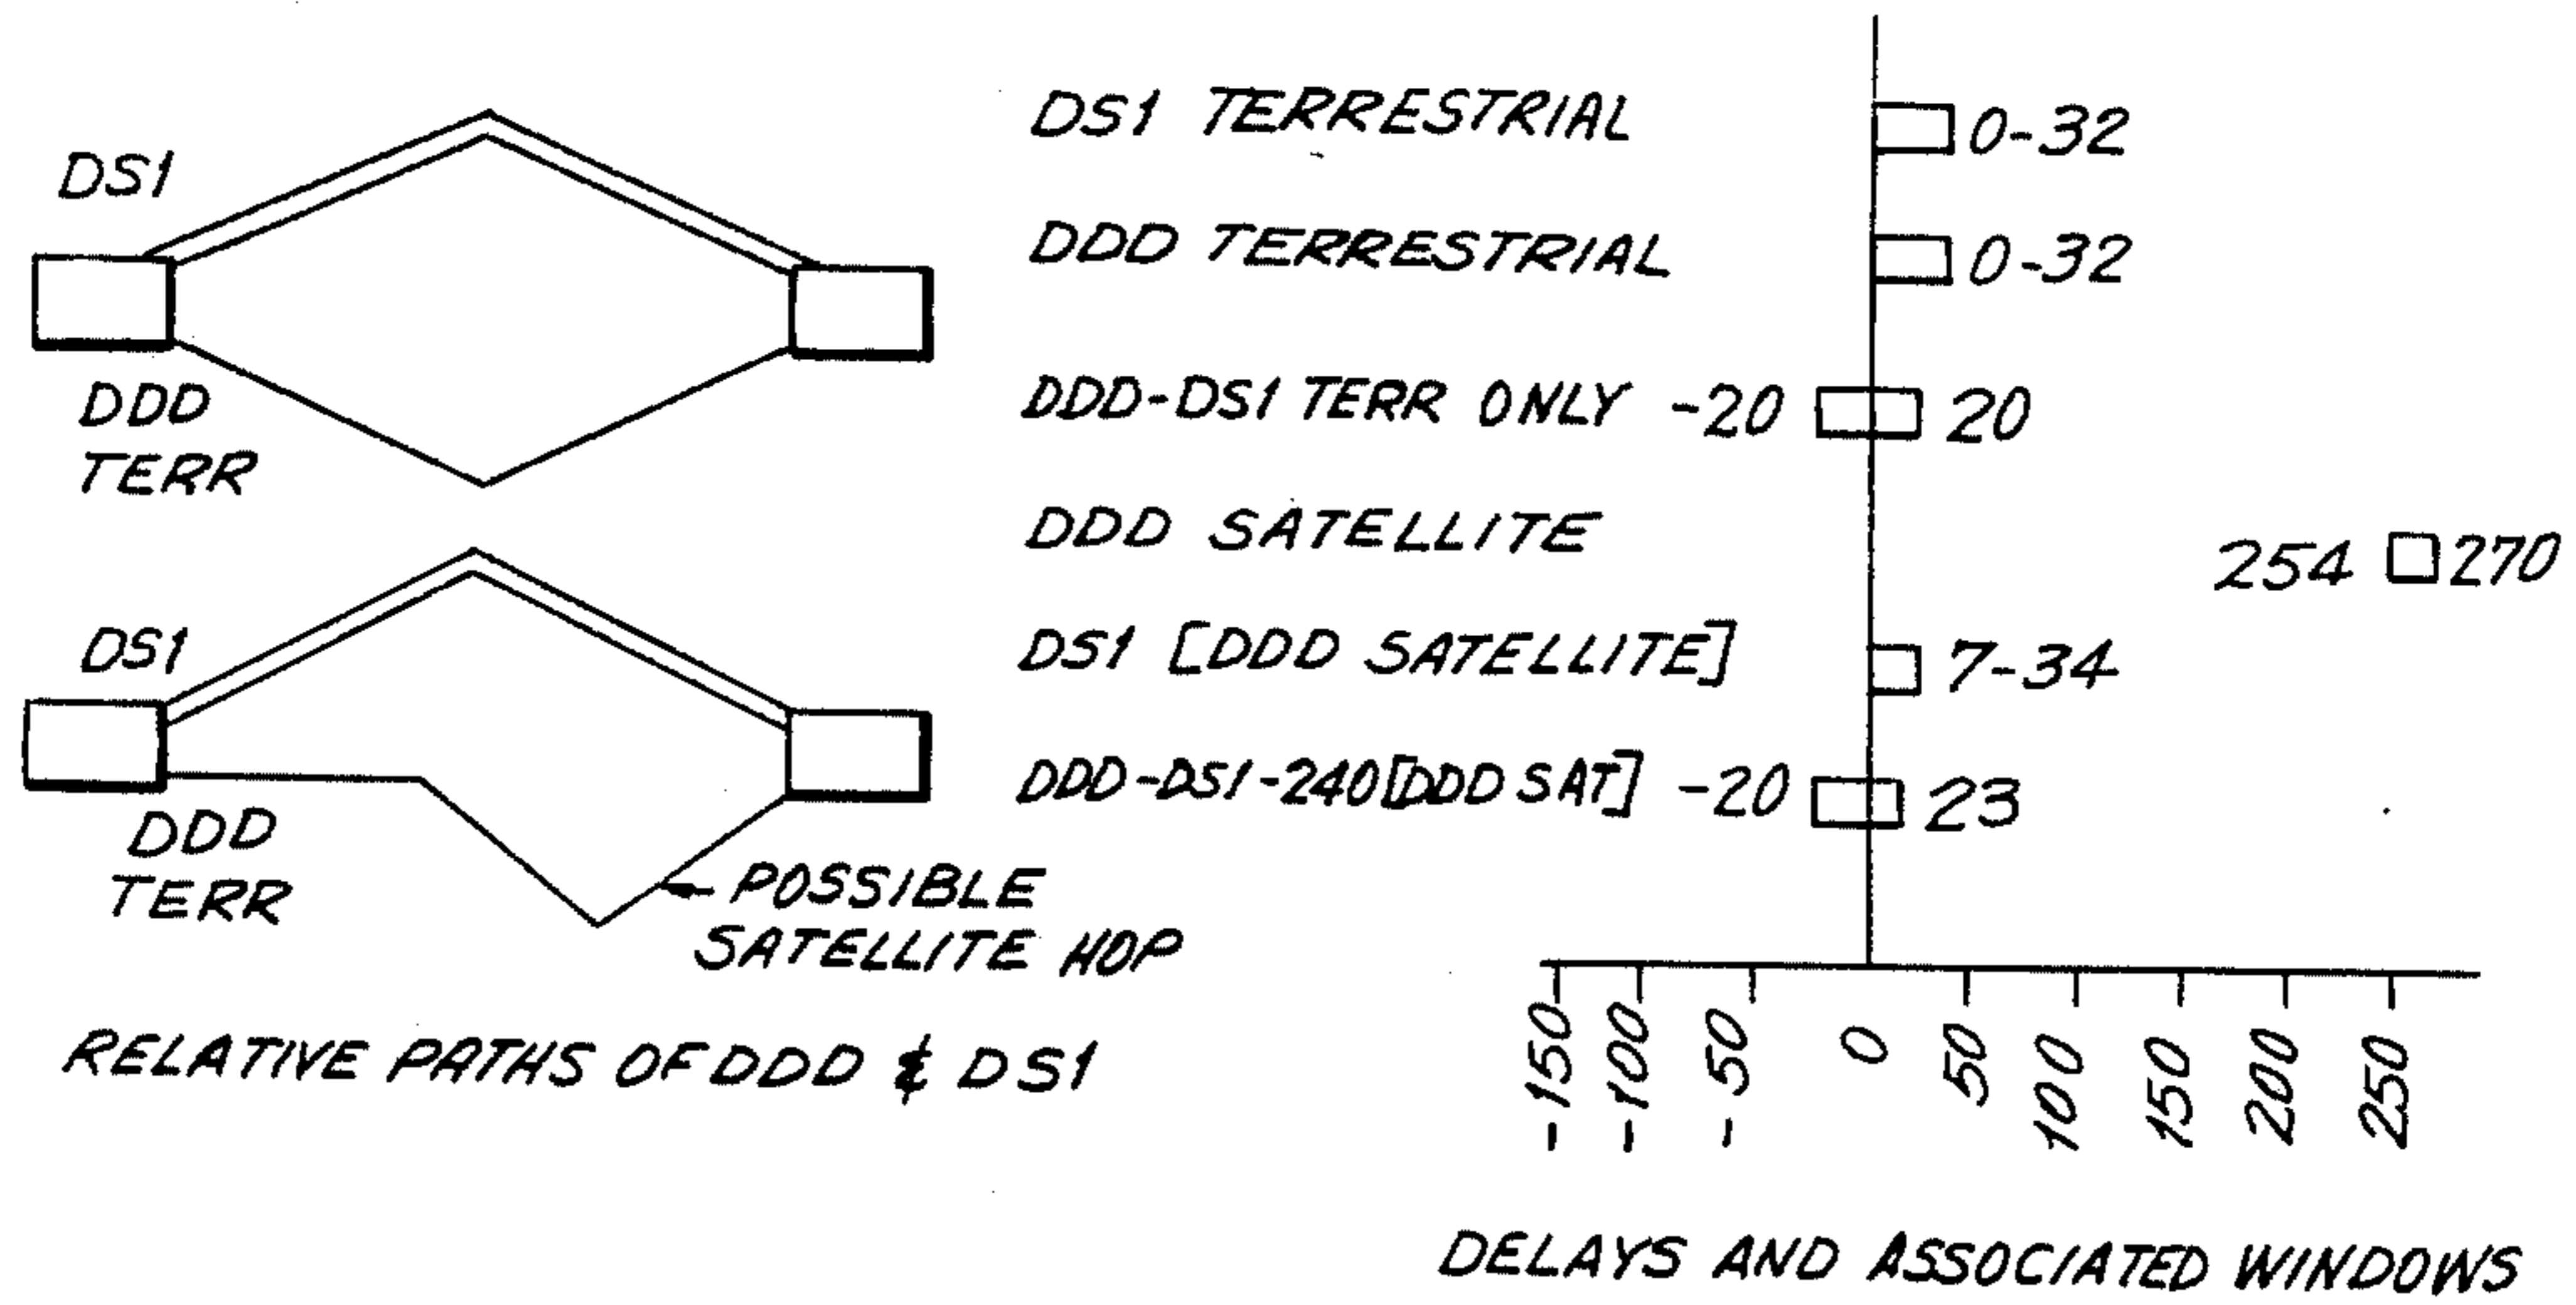 DS1
DDD
TERR
DS1
DDD
TERR
POSSIBLE
SATELLITE HOP
RELATIVE PATHS OF DDD & DS1
DS1 TERRESTRIAL 0-32
DDD TERRESTRIAL 0-32
DDD-DS1 TERR ONLY -20 20
DDD SATELLITE 254 270
DS1 [DDD SATELLITE] 7-34
DDD-DS1-240[DDD SAT] -20 23
-150 -100 -50 0 50 100 150 200 250
DELAYS AND ASSOCIATED WINDOWS